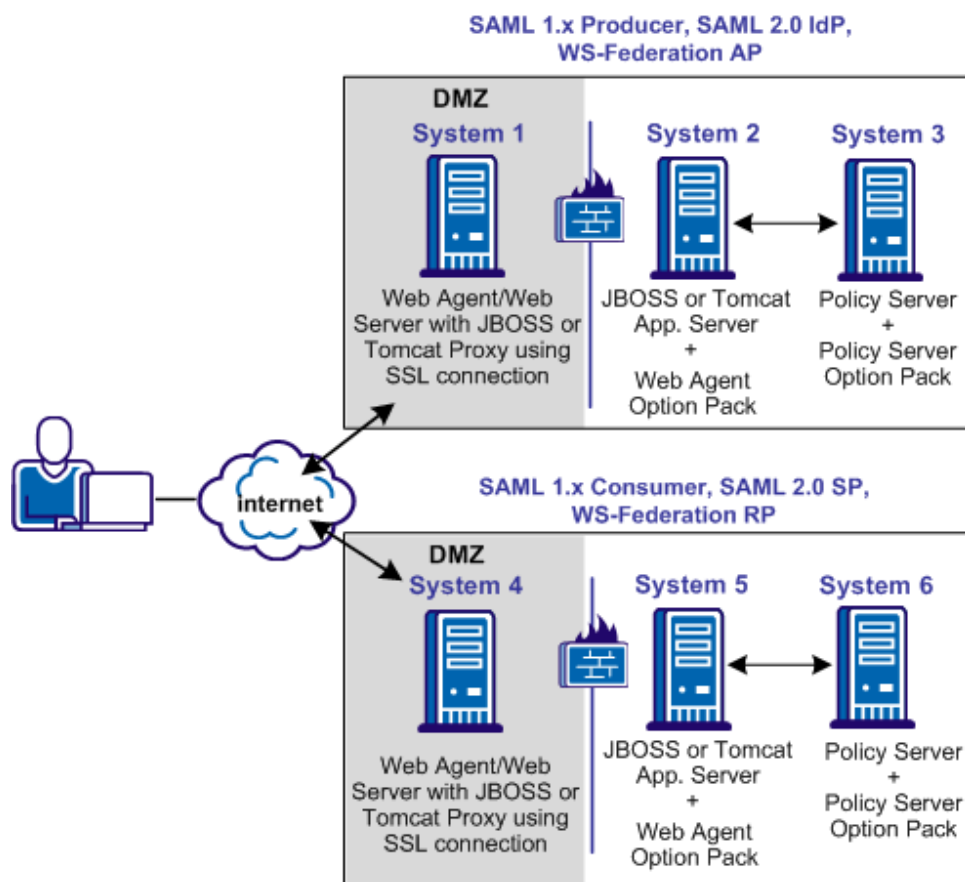 SAML 1.x Producer, SAML 2.0 IdP,
WS-Federation AP
DMZ
System 1
System 2
System 3
Web Agent/Web
Server with JBOSS or
Tomcat Proxy using
SSL connection
JBOSS or Tomcat
App. Server
+
Web Agent
Option Pack
Policy Server
+
Policy Server
Option Pack
internet
SAML 1.x Consumer, SAML 2.0 SP,
WS-Federation RP
DMZ
System 4
System 5
System 6
Web Agent/Web
Server with JBOSS or
Tomcat Proxy using
SSL connection
JBOSS or Tomcat
App. Server
+
Web Agent
Option Pack
Policy Server
+
Policy Server
Option Pack